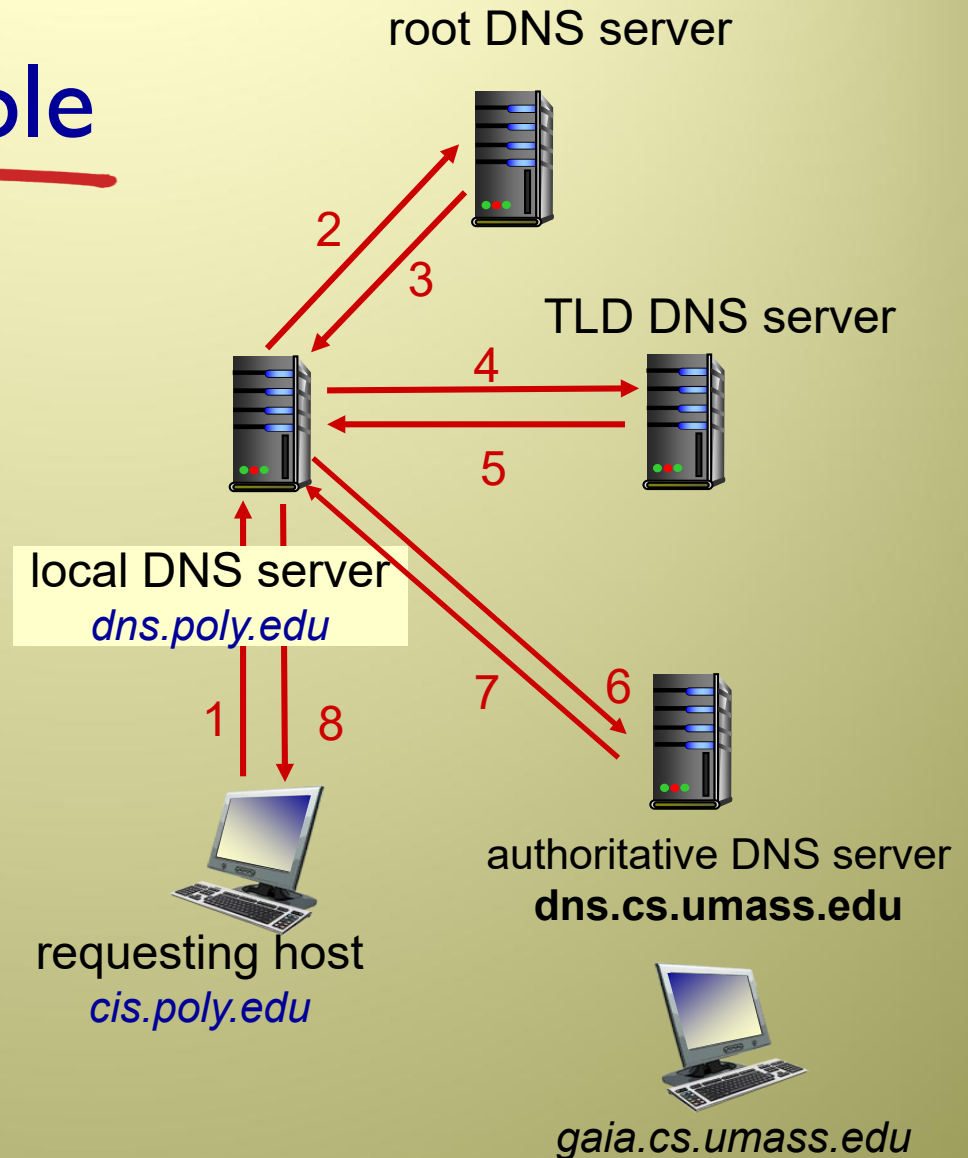 root DNS server
2
3
TLD DNS server
4
5
local DNS server
dns.poly.edu
1
8
7
6
authoritative DNS server
dns.cs.umass.edu
requesting host
cis.poly.edu
gaia.cs.umass.edu